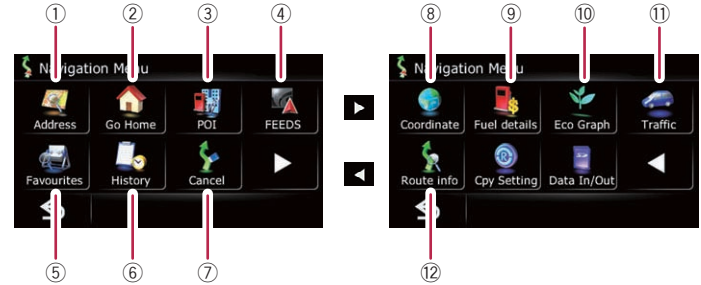 ① ② ③ ④ ⑧ ⑨ ⑩ ⑪
Navigation Menu
Address Go Home POI FEEDS
Favourites History Cancel
Navigation Menu
Coordinate Fuel details Eco Graph Traffic
Route info Cpy Setting Data In/Out
⑤ ⑥ ⑦ ⑫